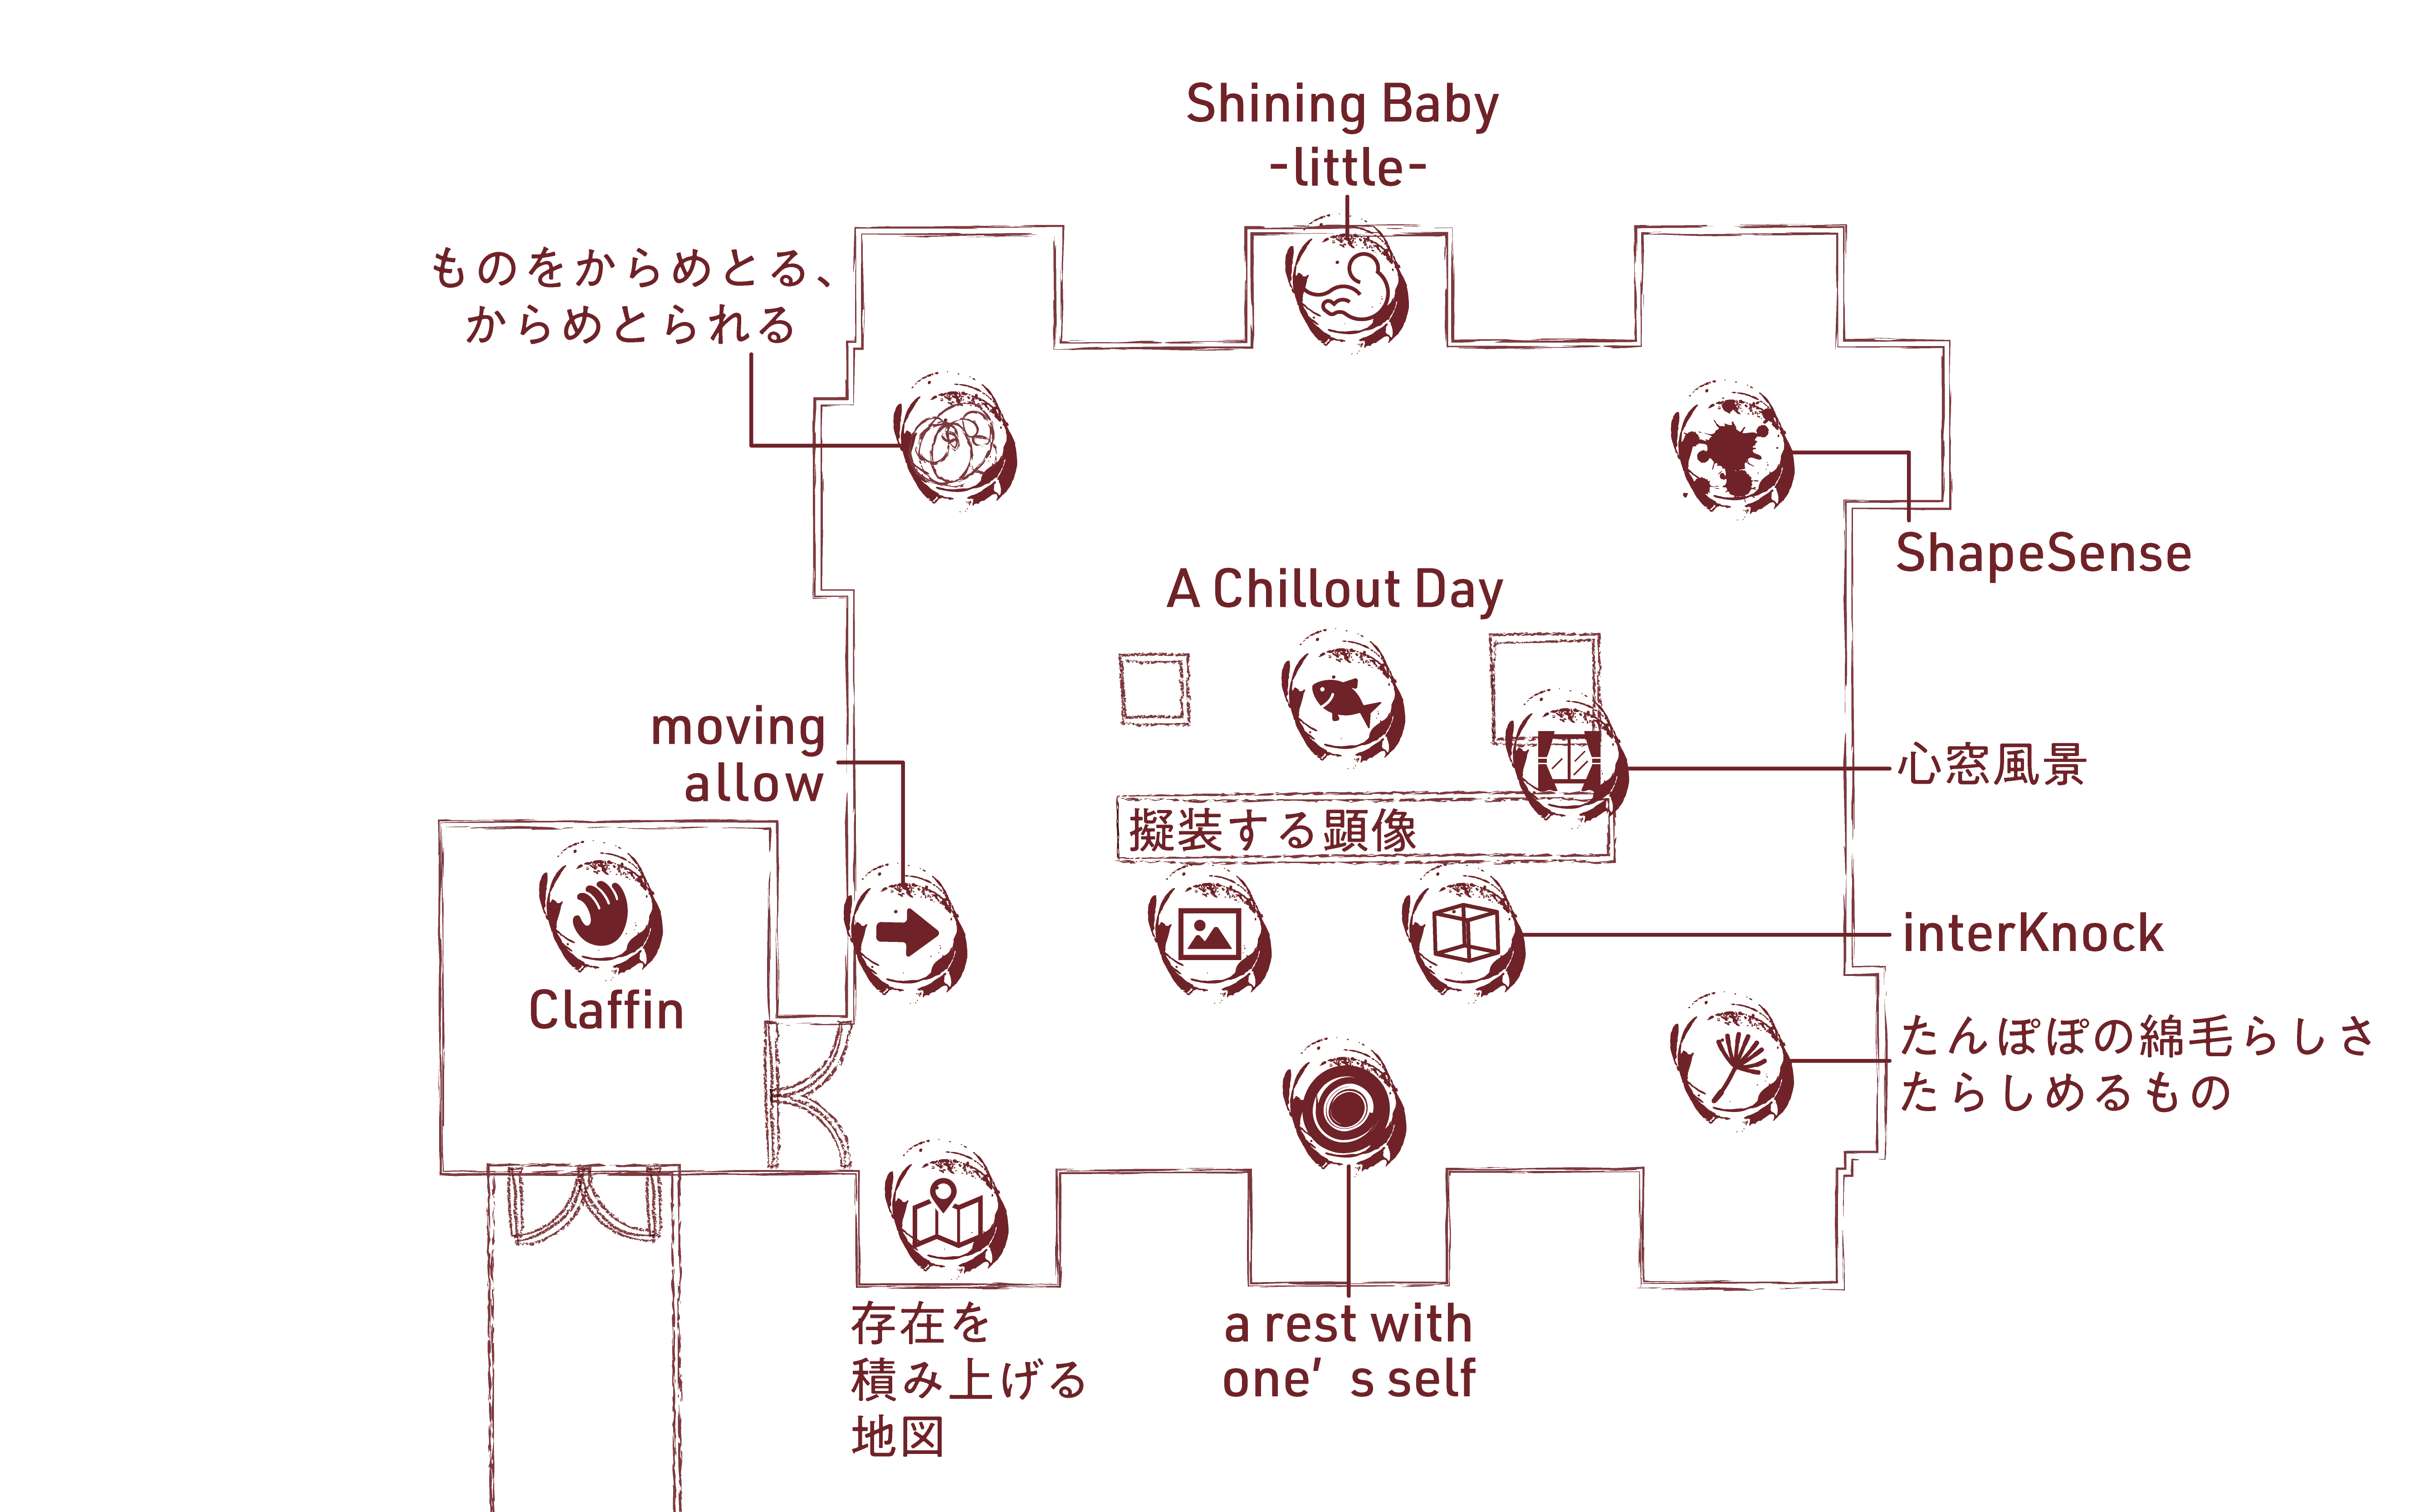 Shining Baby
-little-
ものをからめとる、
からめとられる
ShapeSense
A Chillout Day
moving
allow
心窓風景
擬装する顕像
interKnock
Claffin
たんぽぽの綿毛らしさ
たらしめるもの
存在を
積み上げる
地図
a rest with
one’s self